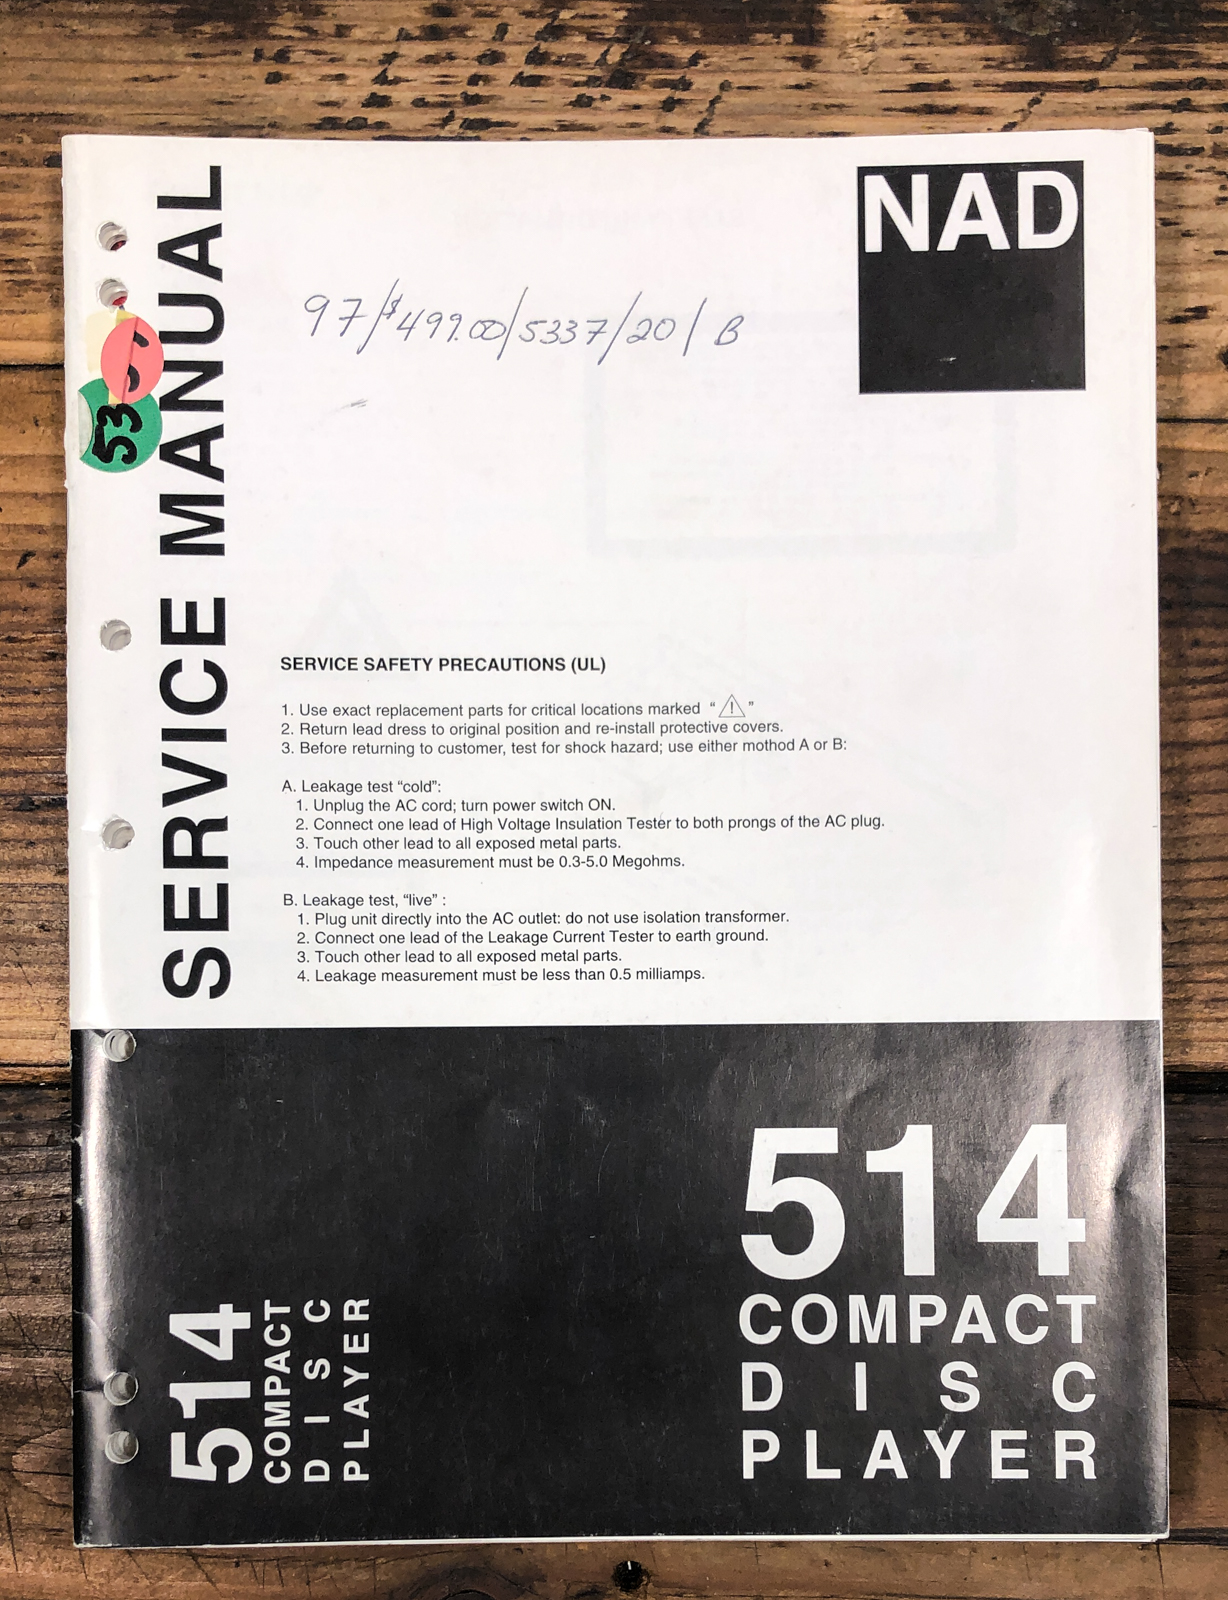 NAD
97/$499.00/5337/20/B
SERVICE MANUAL
53
SERVICE SAFETY PRECAUTIONS (UL)
1. Use exact replacement parts for critical locations marked “⚠”
2. Return lead dress to original position and re-install protective covers.
3. Before returning to customer, test for shock hazard; use either mothod A or B:
A. Leakage test “cold”:
1. Unplug the AC cord; turn power switch ON.
2. Connect one lead of High Voltage Insulation Tester to both prongs of the AC plug.
3. Touch other lead to all exposed metal parts.
4. Impedance measurement must be 0.3-5.0 Megohms.
B. Leakage test, “live” :
1. Plug unit directly into the AC outlet: do not use isolation transformer.
2. Connect one lead of the Leakage Current Tester to earth ground.
3. Touch other lead to all exposed metal parts.
4. Leakage measurement must be less than 0.5 milliamps.
514
COMPACT
DISC
PLAYER
514
COMPACT
DISC
PLAYER